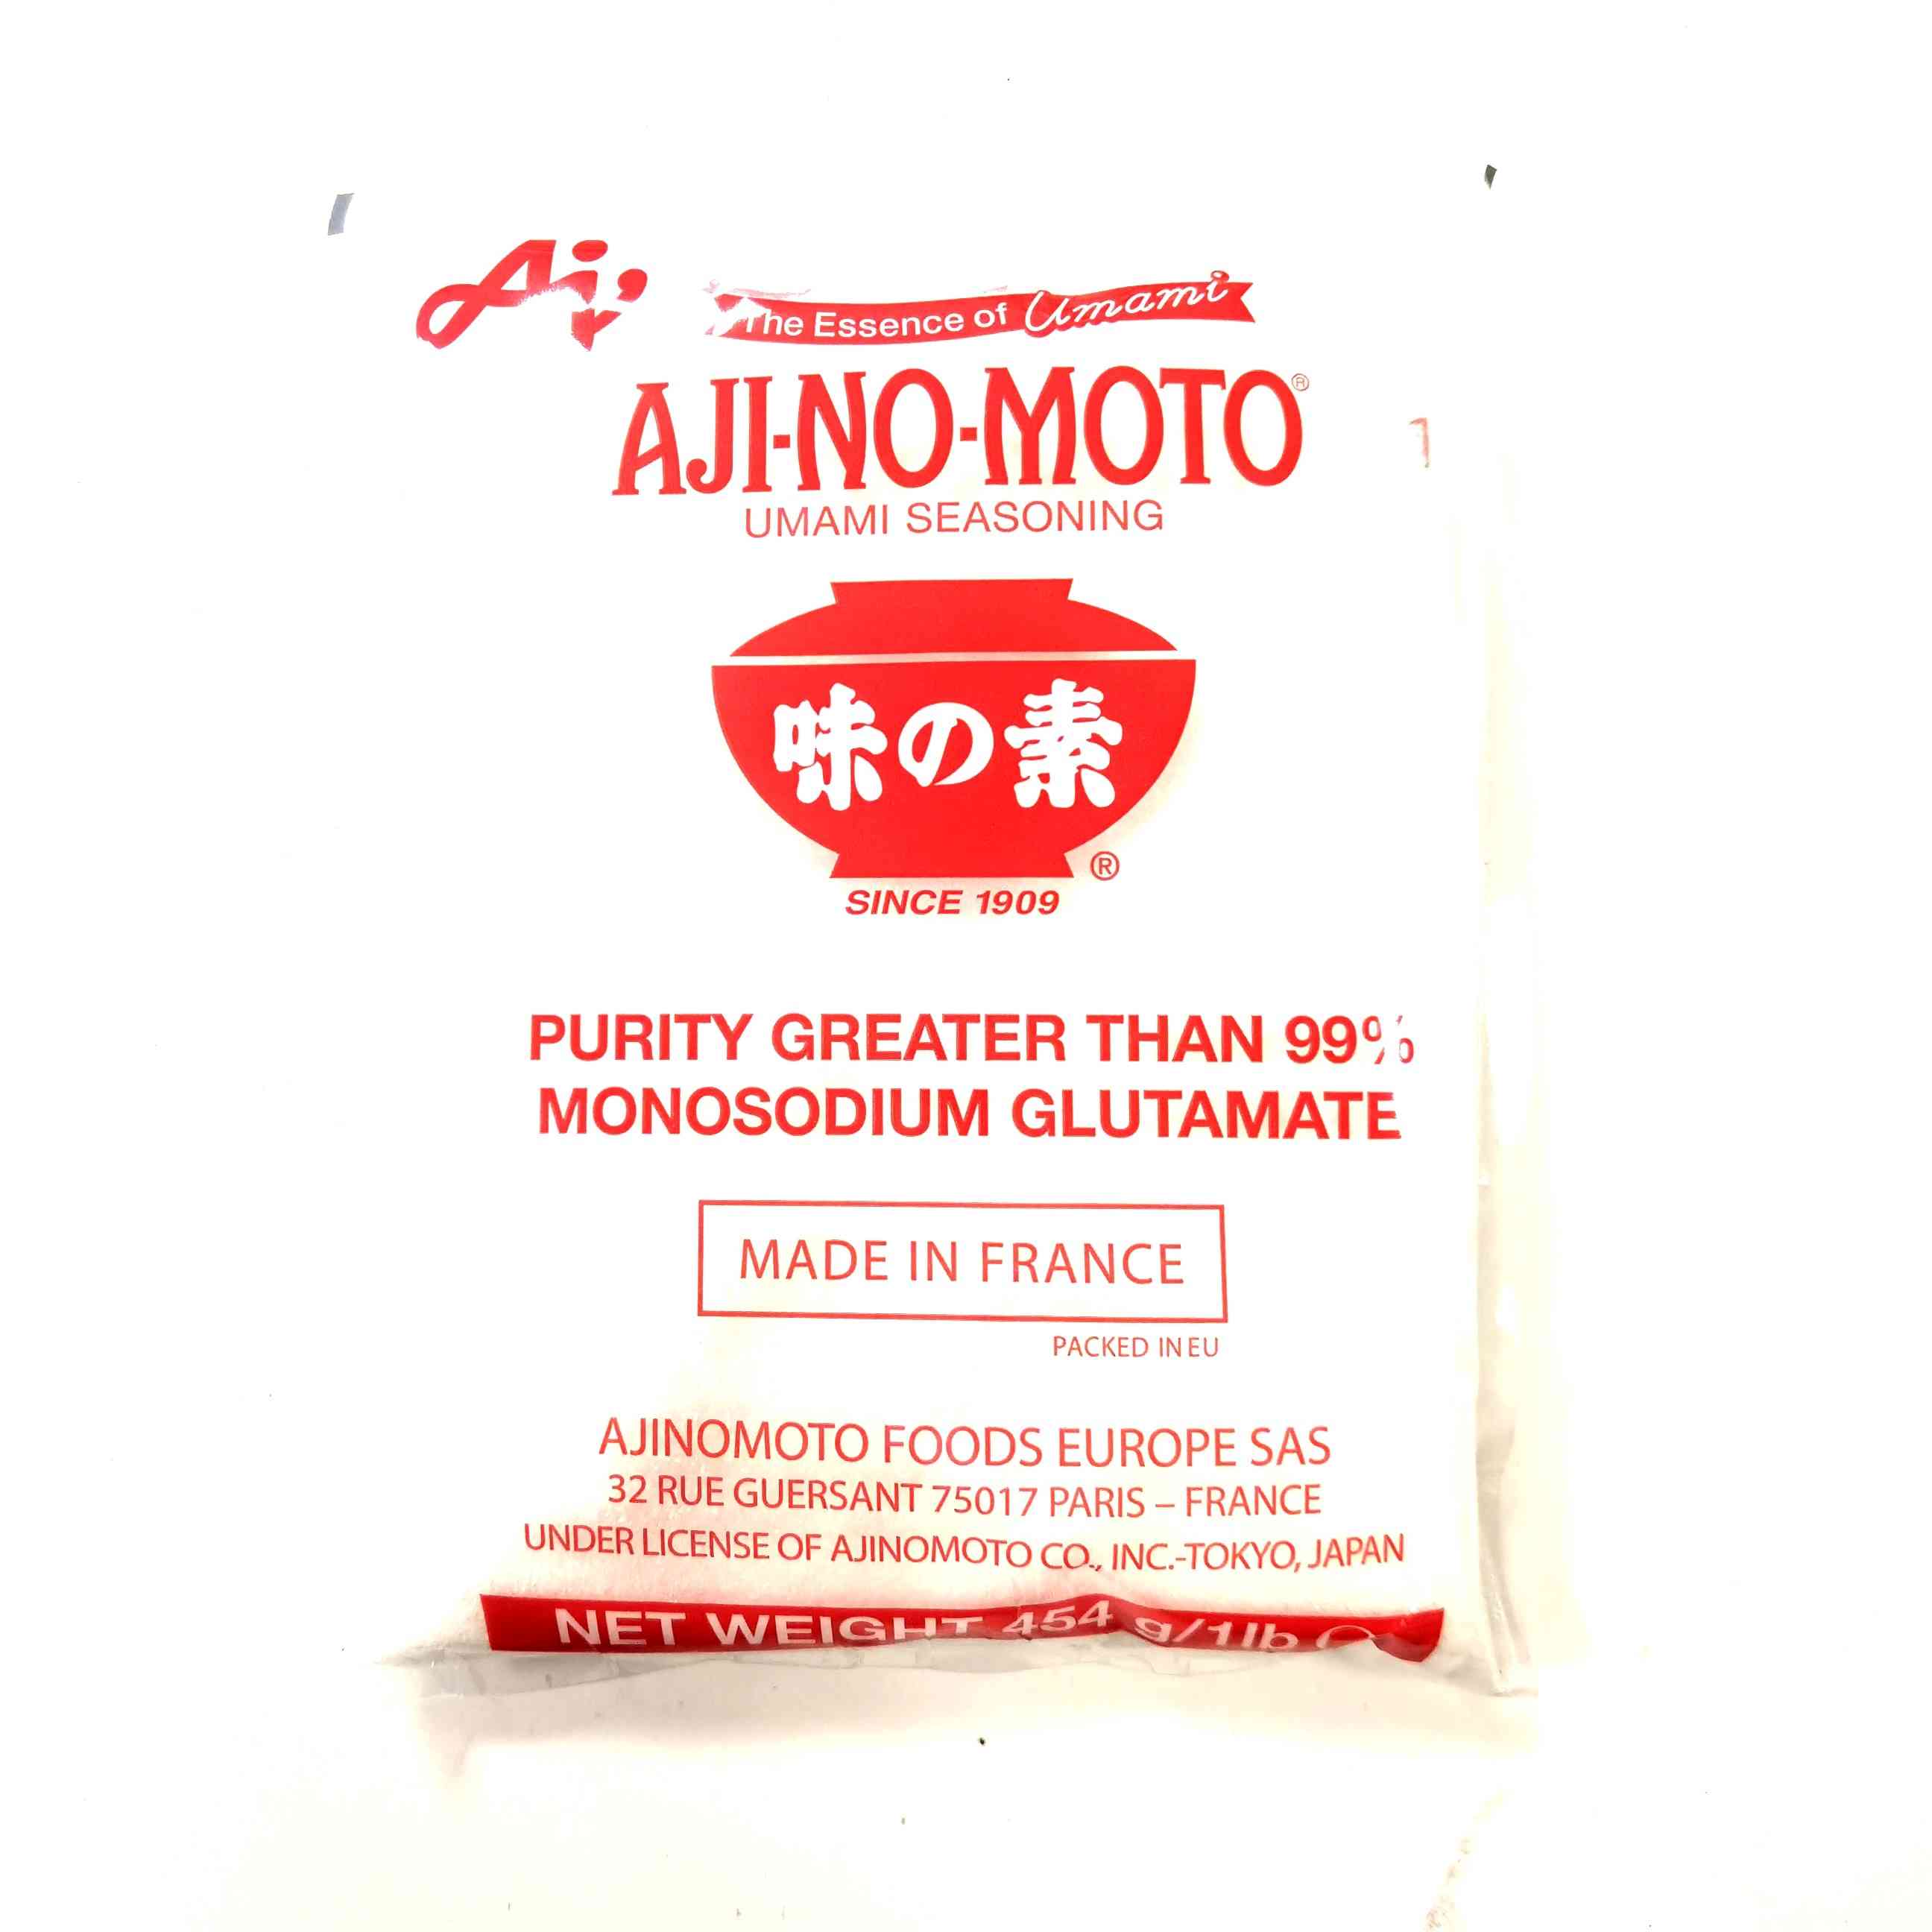 The Essence of Umami
AJI-NO-MOTO®
UMAMI SEASONING
味の素
®
SINCE 1909
PURITY GREATER THAN 99%
MONOSODIUM GLUTAMATE
MADE IN FRANCE
PACKED IN EU
AJINOMOTO FOODS EUROPE SAS
32 RUE GUERSANT 75017 PARIS – FRANCE
UNDER LICENSE OF AJINOMOTO CO., INC.-TOKYO, JAPAN
NET WEIGHT 454 g/1lb